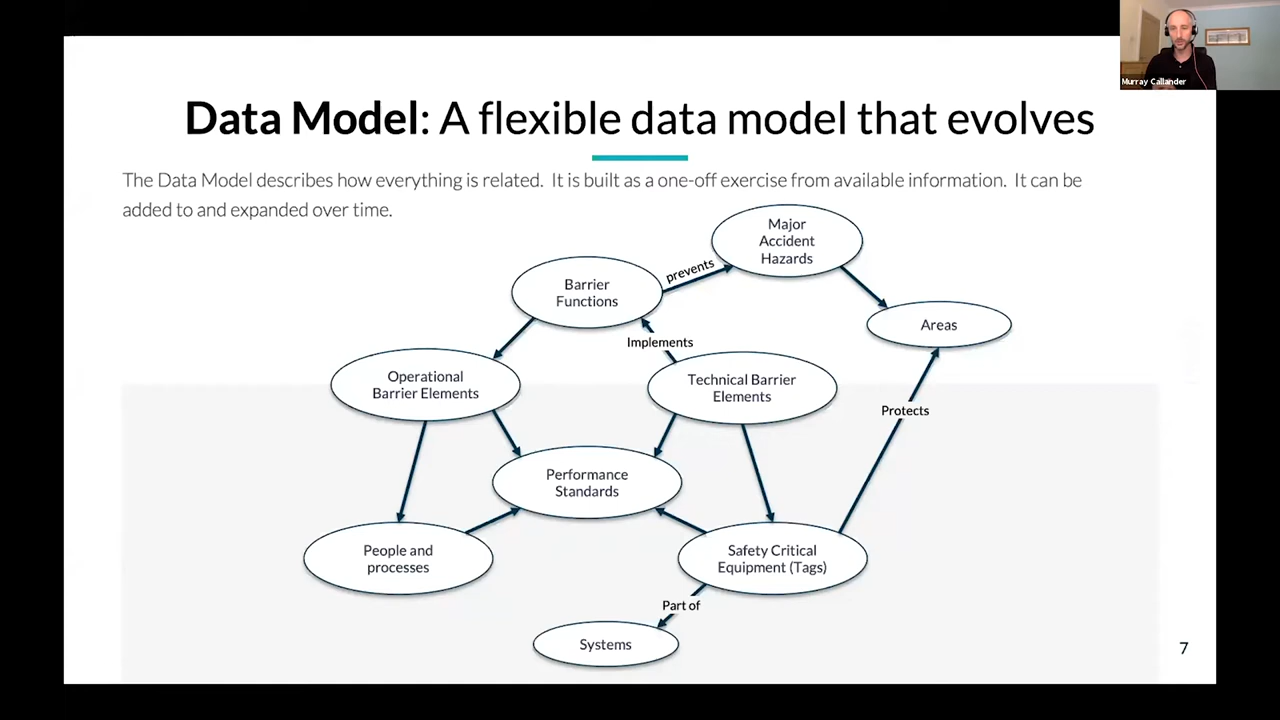 Murray Callander
Data Model: A flexible data model that evolves
The Data Model describes how everything is related. It is built as a one-off exercise from available information. It can be
added to and expanded over time.
Major
Accident
Hazards
prevents
Barrier
Functions
Areas
Implements
Operational
Barrier Elements
Technical Barrier
Elements
Protects
Performance
Standards
People and
processes
Safety Critical
Equipment (Tags)
Part of
Systems
7